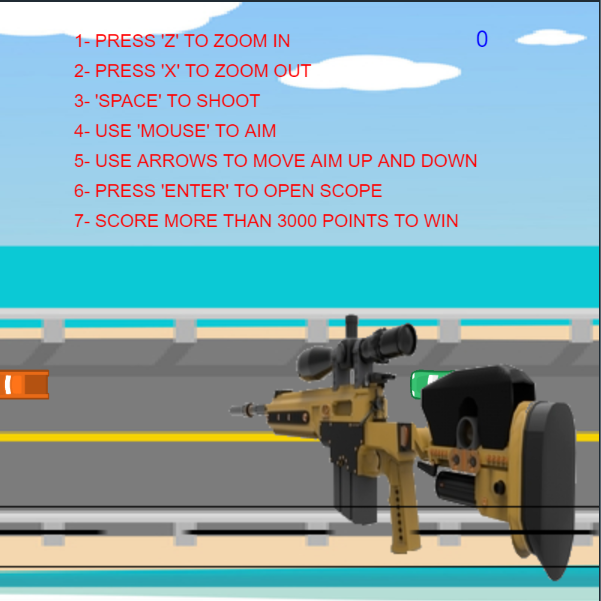 1- PRESS 'Z' TO ZOOM IN
0
2- PRESS 'X' TO ZOOM OUT
3- 'SPACE' TO SHOOT
4- USE 'MOUSE' TO AIM
5- USE ARROWS TO MOVE AIM UP AND DOWN
6- PRESS 'ENTER' TO OPEN SCOPE
7- SCORE MORE THAN 3000 POINTS TO WIN